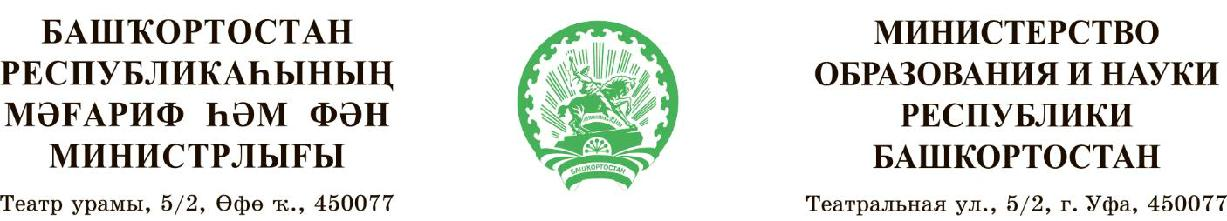 БАШҠОРТОСТАН
РЕСПУБЛИКАҺЫНЫҢ
МӘҒАРИФ ҺӘМ ФӘН
МИНИСТРЛЫҒЫ
Театр урамы, 5/2, Өфө ҡ., 450077
БАШКОРТОСТАН
МИНИСТЕРСТВО
ОБРАЗОВАНИЯ И НАУКИ
РЕСПУБЛИКИ
БАШКОРТОСТАН
Театральная ул., 5/2, г. Уфа, 450077